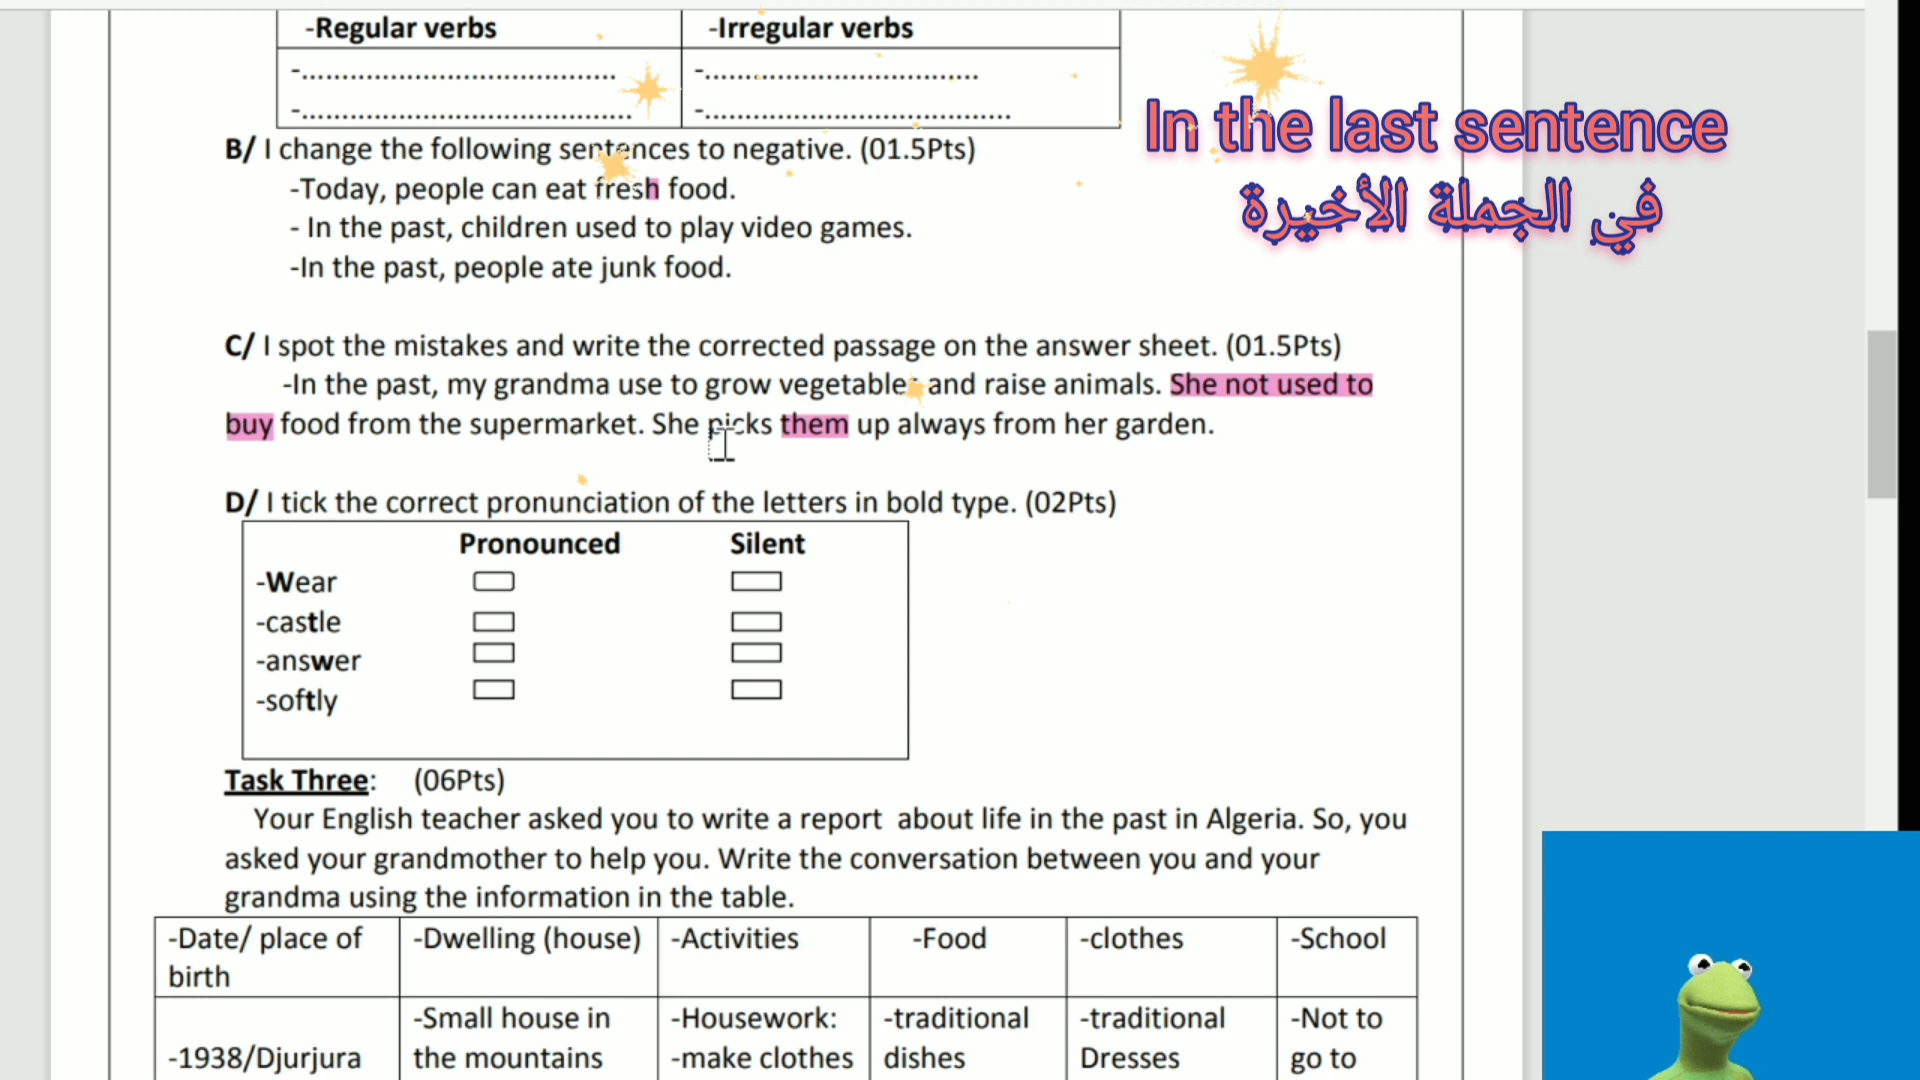 -Regular verbs -Irregular verbs
-....................................... -..................................
-......................................... -......................................
B/ I change the following sentences to negative. (01.5Pts)
-Today, people can eat fresh food.
- In the past, children used to play video games.
-In the past, people ate junk food.
In the last sentence
في الجملة الأخيرة
C/ I spot the mistakes and write the corrected passage on the answer sheet. (01.5Pts)
-In the past, my grandma use to grow vegetables and raise animals. She not used to
buy food from the supermarket. She picks them up always from her garden.
D/ I tick the correct pronunciation of the letters in bold type. (02Pts)
Pronounced Silent
-Wear
-castle
-answer
-softly
Task Three: (06Pts)
Your English teacher asked you to write a report about life in the past in Algeria. So, you
asked your grandmother to help you. Write the conversation between you and your
grandma using the information in the table.
-Date/ place of birth -Dwelling (house) -Activities -Food -clothes -School
-1938/Djurjura -Small house in the mountains -Housework: -make clothes -traditional dishes -traditional Dresses -Not to go to